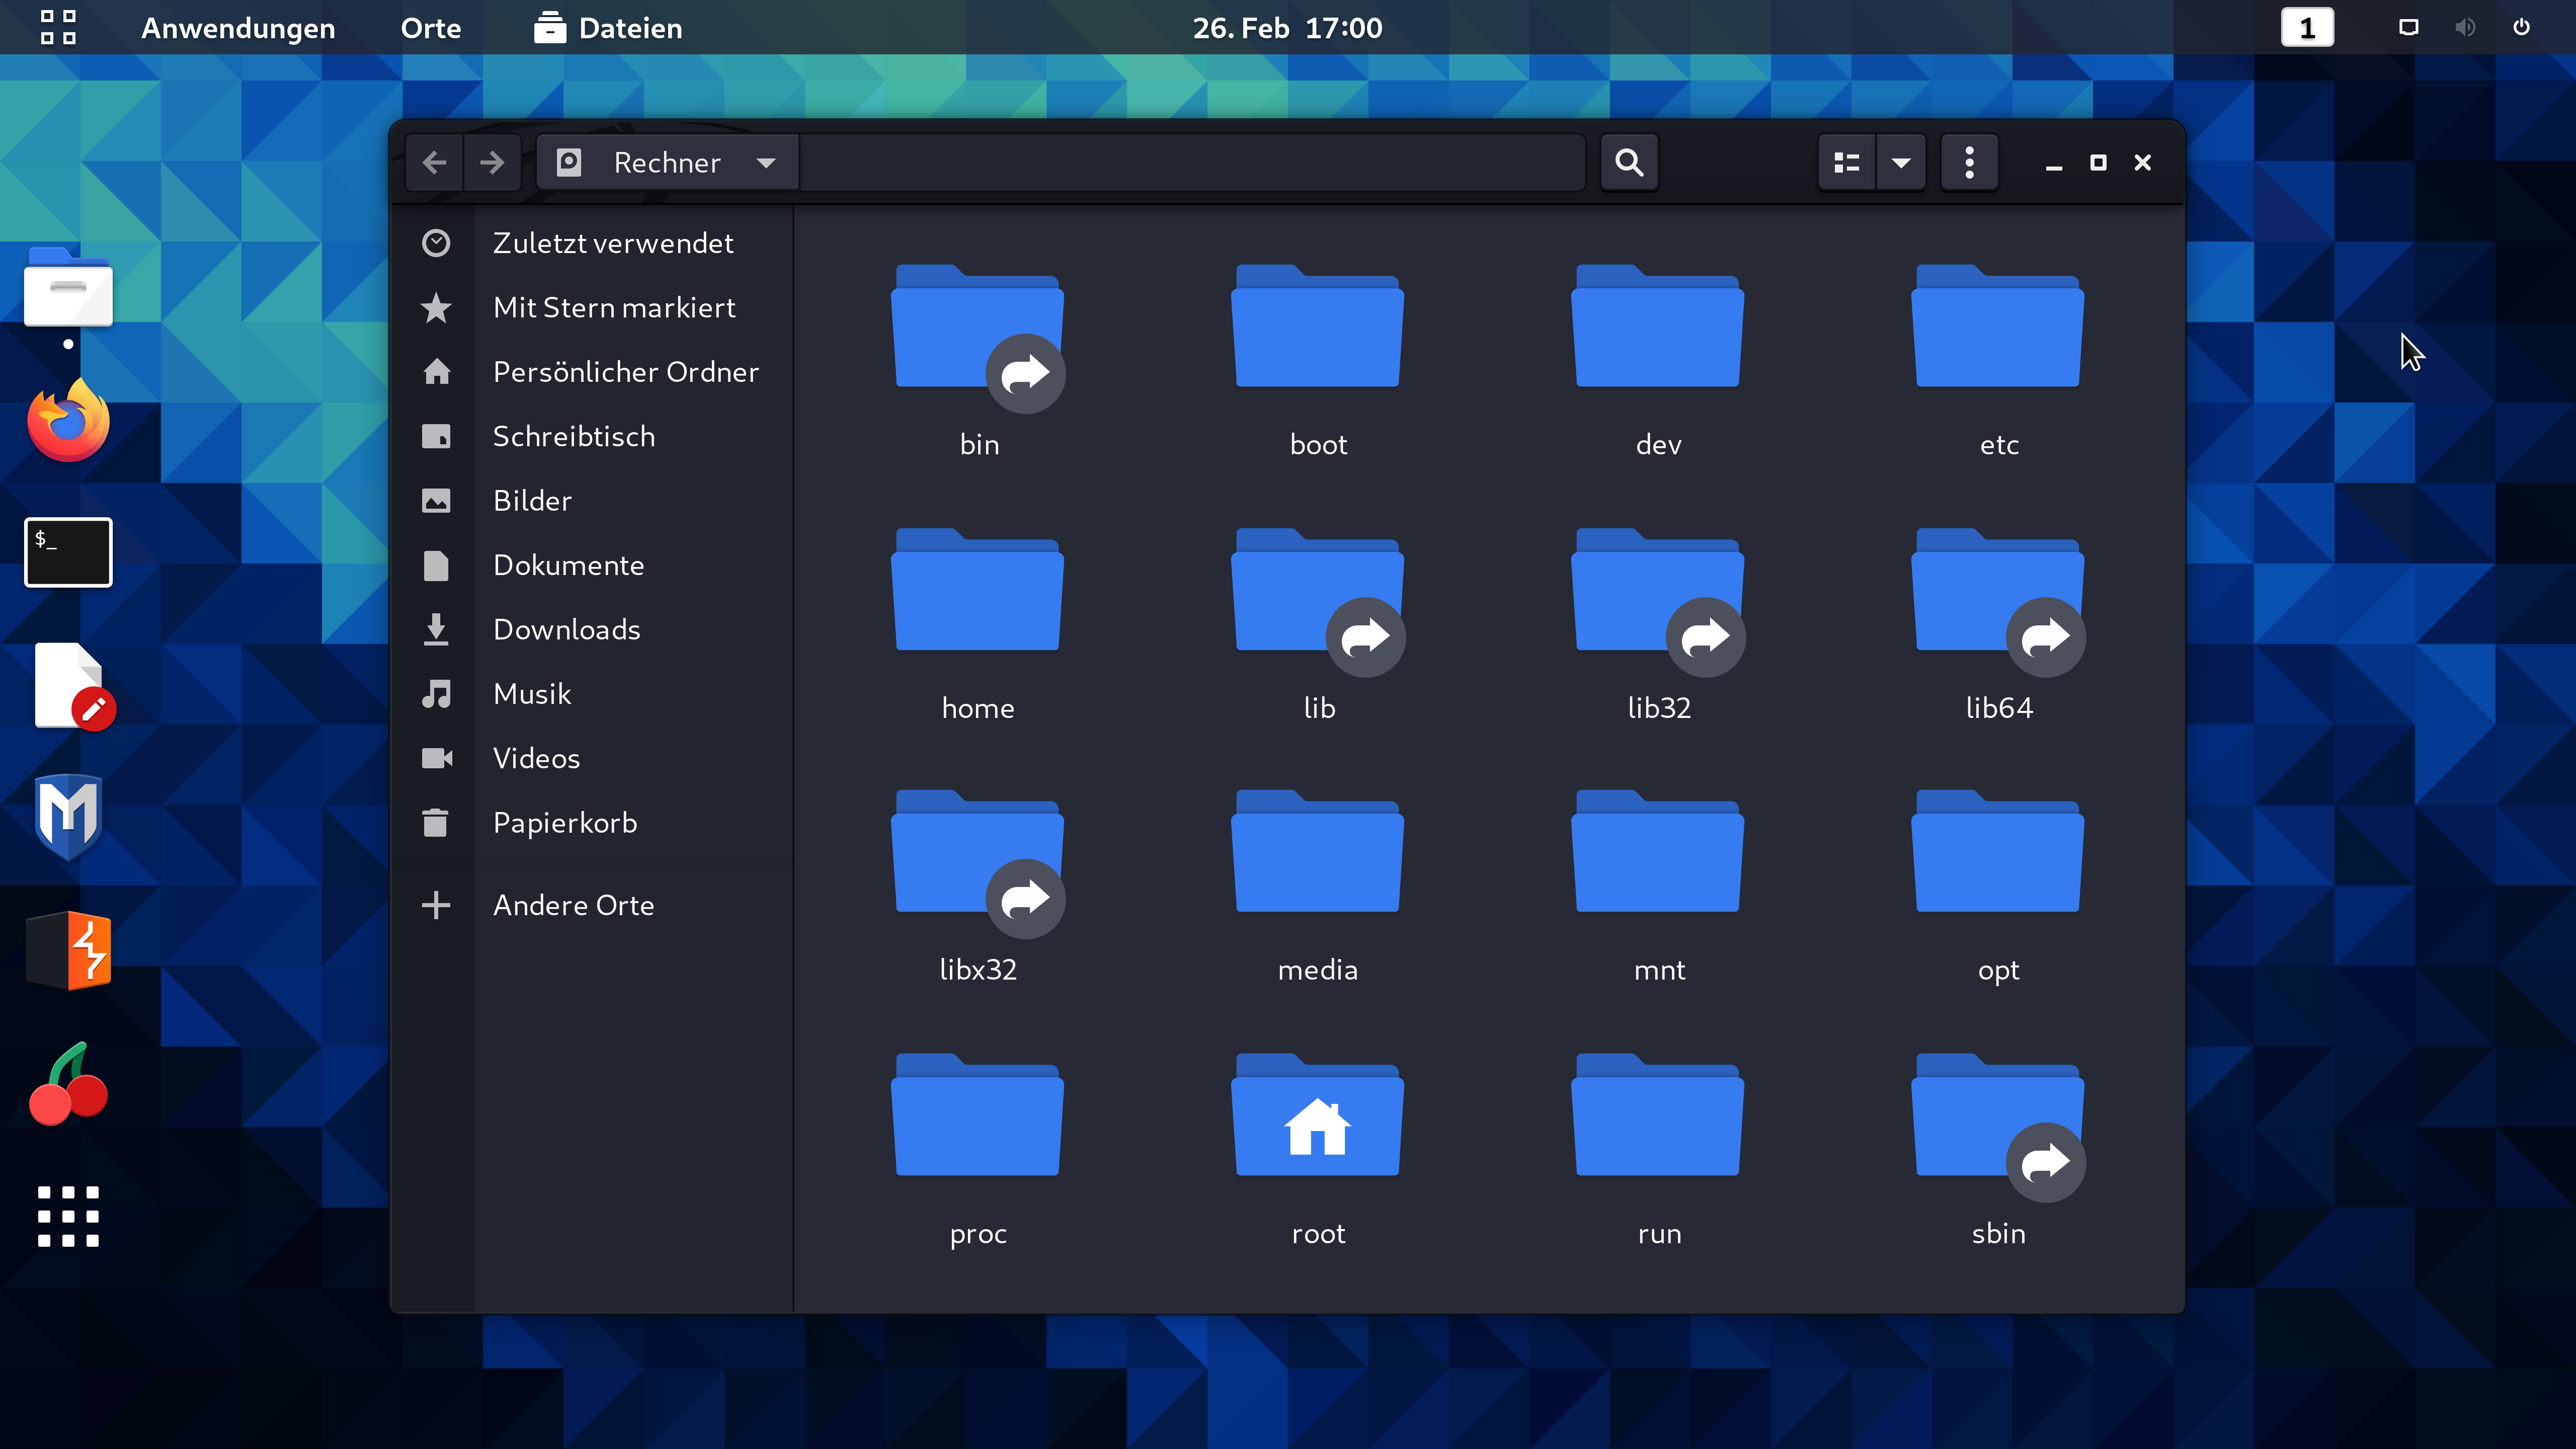 Anwendungen Orte Dateien 26. Feb 17:00 1
Rechner
Zuletzt verwendet
Mit Stern markiert
Persönlicher Ordner
Schreibtisch
Bilder
Dokumente
Downloads
Musik
Videos
Papierkorb
Andere Orte
bin boot dev etc
home lib lib32 lib64
libx32 media mnt opt
proc root run sbin
$_